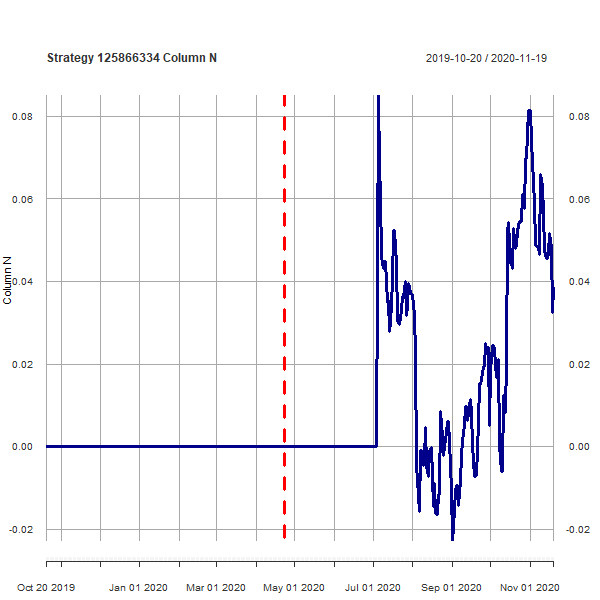 Strategy 125866334 Column N 2019-10-20 / 2020-11-19
0.08 0.08
0.06 0.06
0.04 0.04
Column N
0.02 0.02
0.00 0.00
-0.02 -0.02
Oct 20 2019 Jan 01 2020 Mar 01 2020 May 01 2020 Jul 01 2020 Sep 01 2020 Nov 01 2020